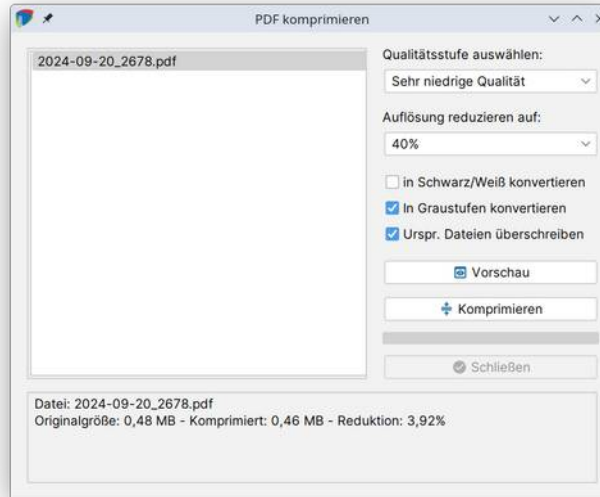 PDF komprimieren
2024-09-20_2678.pdf
Qualitätsstufe auswählen:
Sehr niedrige Qualität
Auflösung reduzieren auf:
40%
in Schwarz/Weiß konvertieren
In Graustufen konvertieren
Urspr. Dateien überschreiben
Vorschau
Komprimieren
Schließen
Datei: 2024-09-20_2678.pdf
Originalgröße: 0,48 MB - Komprimiert: 0,46 MB - Reduktion: 3,92%